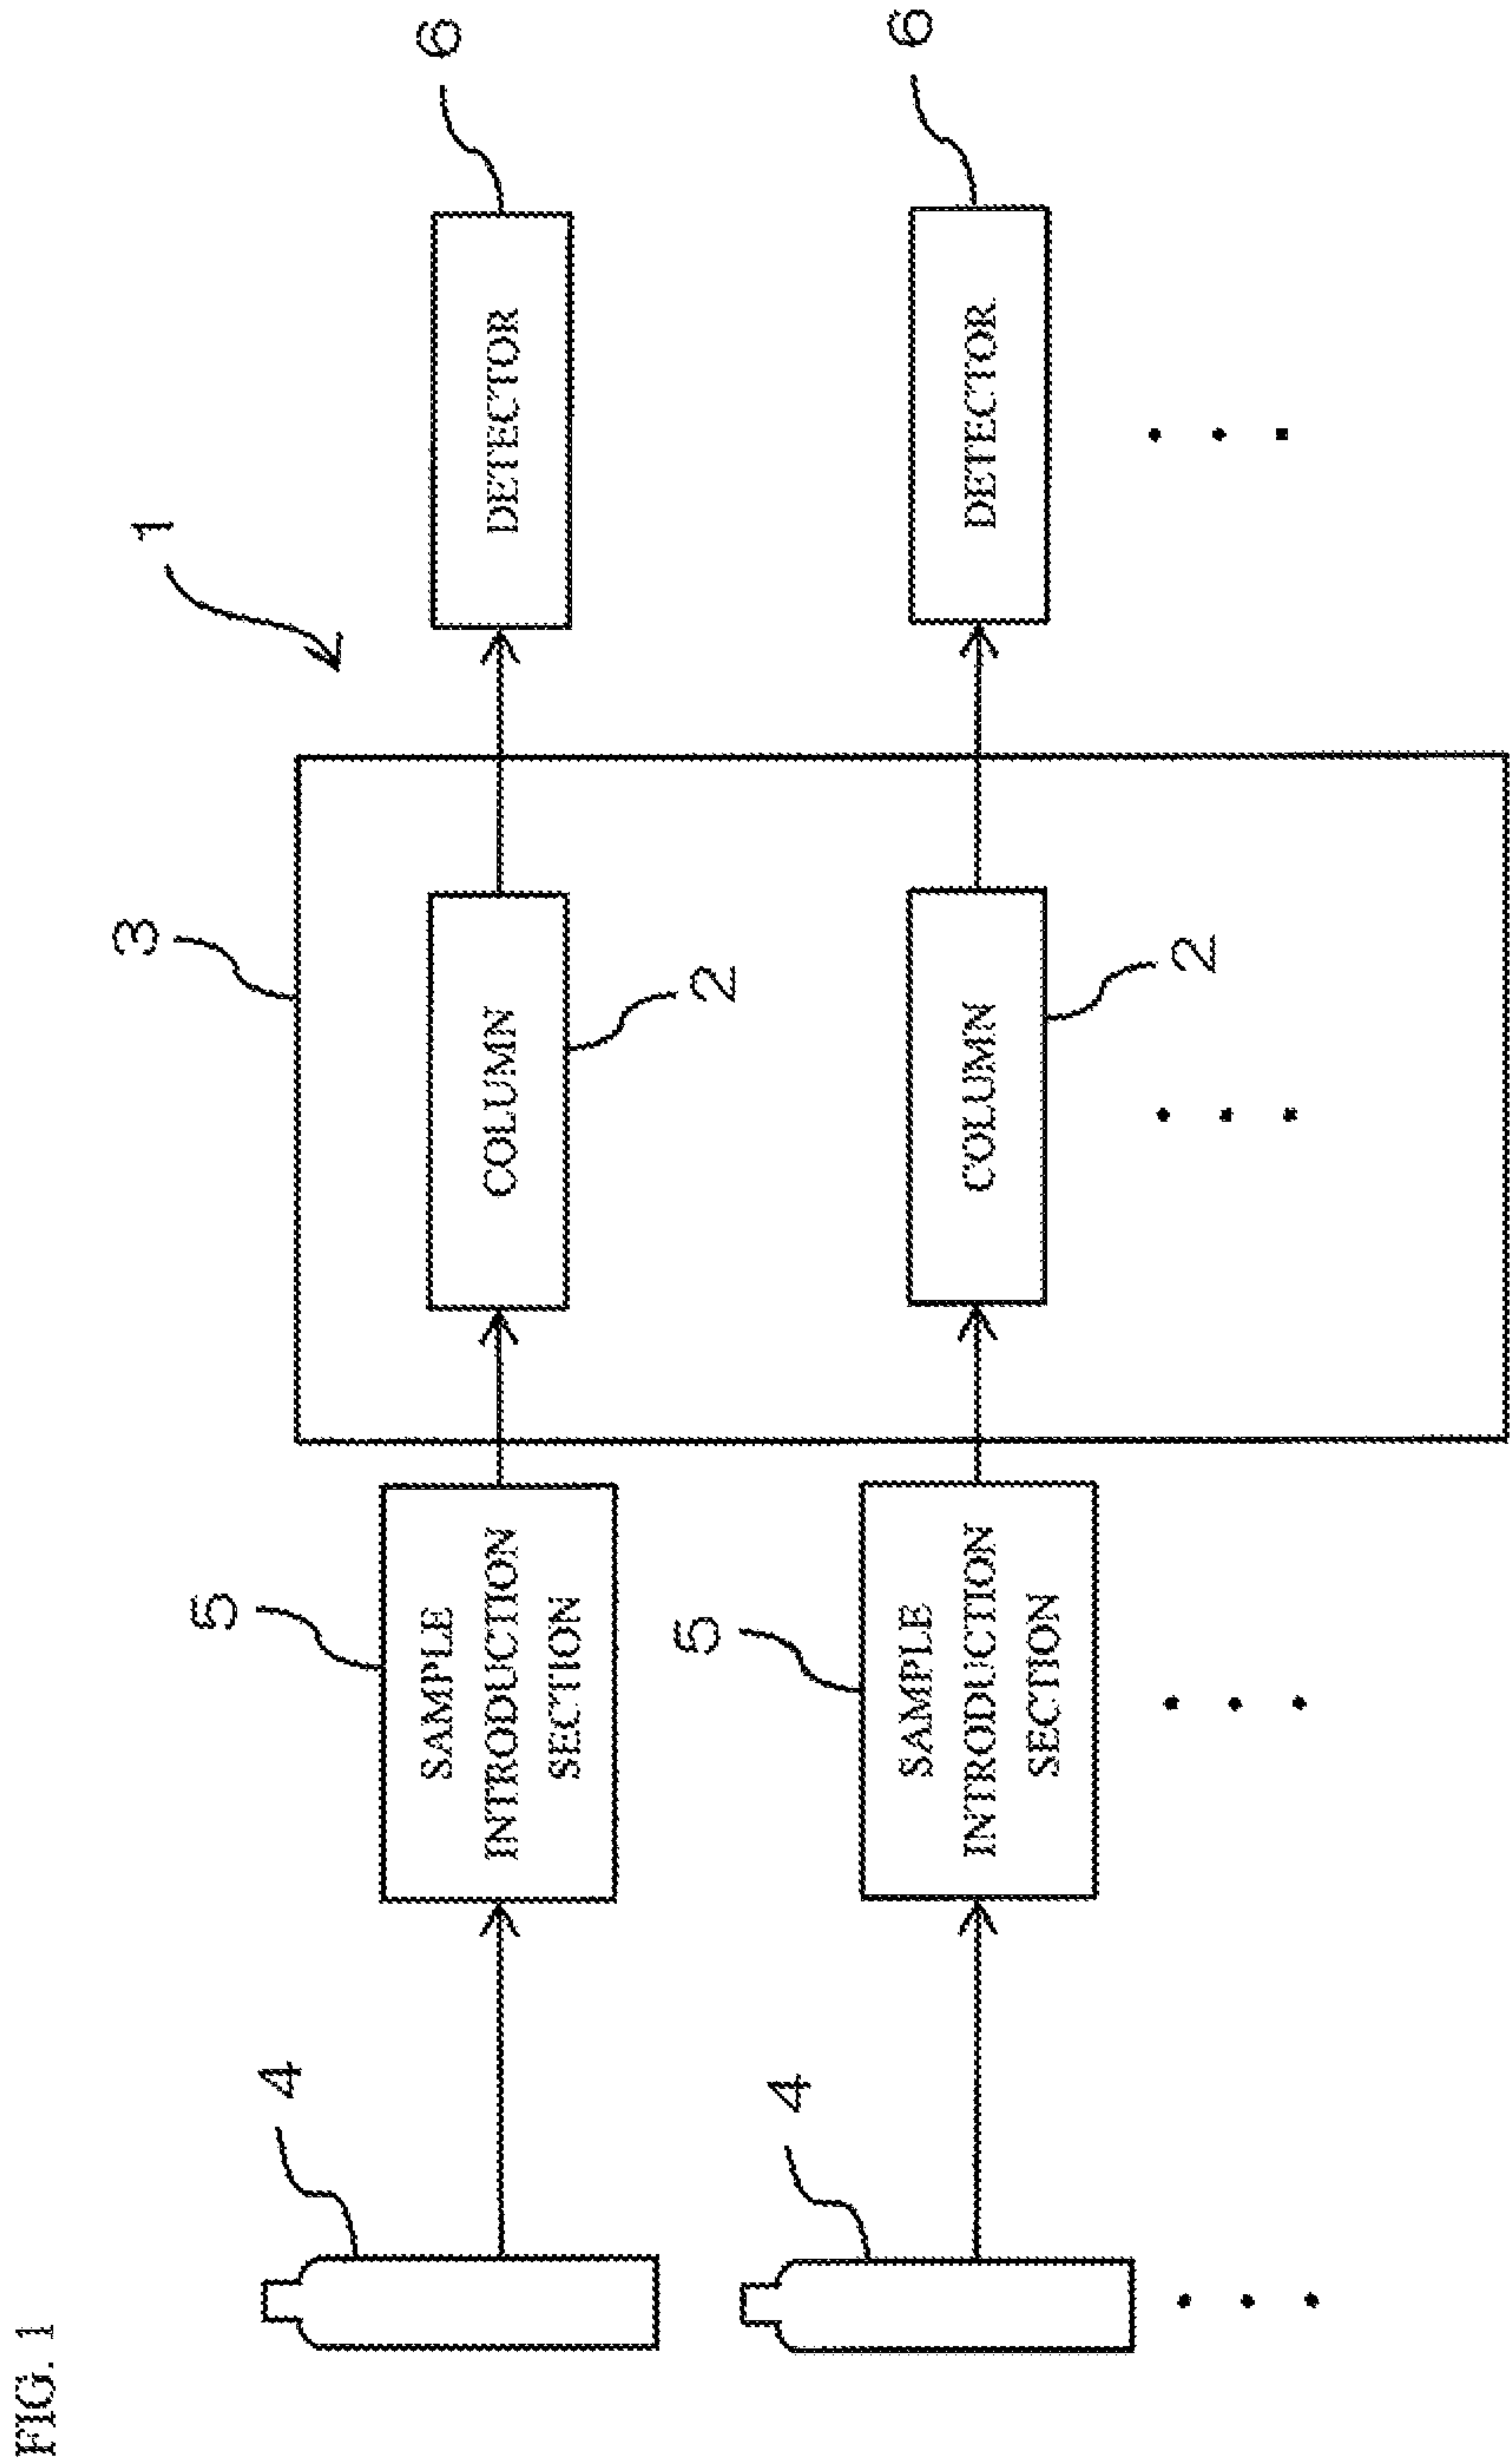 FIG. 1
1
3
4
5
6
SAMPLE
INTRODUCTION
SECTION
COLUMN
DETECTOR
2
4
5
6
SAMPLE
INTRODUCTION
SECTION
COLUMN
DETECTOR
2